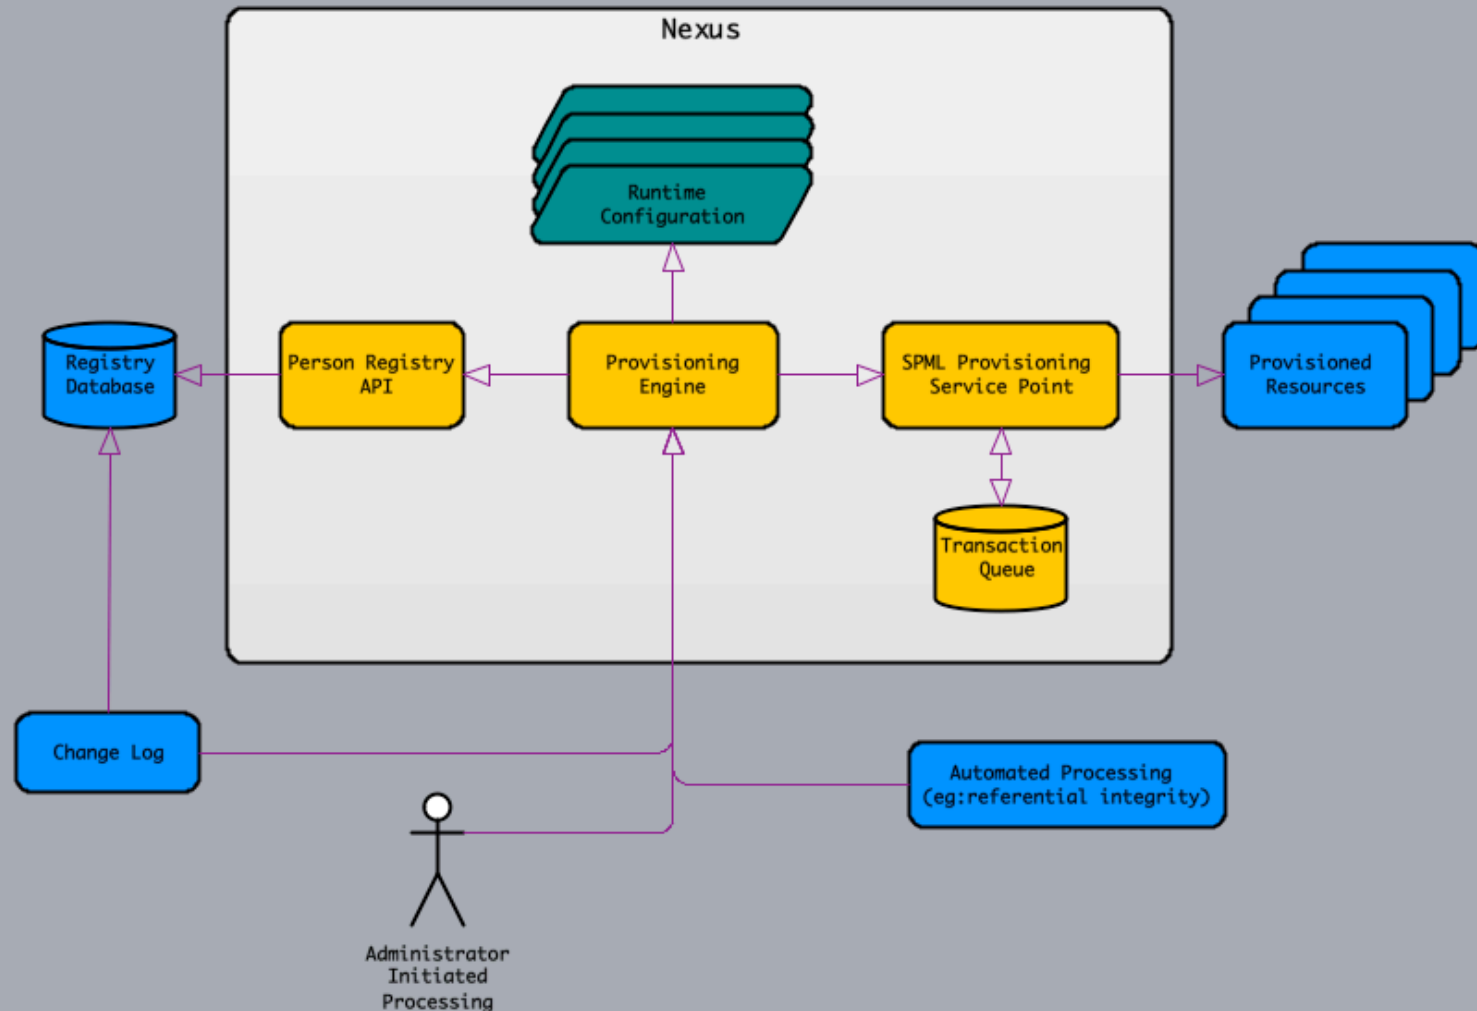 Nexus
Runtime
Configuration
Registry
Database
Person Registry
API
Provisioning
Engine
SPML Provisioning
Service Point
Provisioned
Resources
Transaction
Queue
Change Log
Automated Processing
(eg:referential integrity)
Administrator
Initiated
Processing